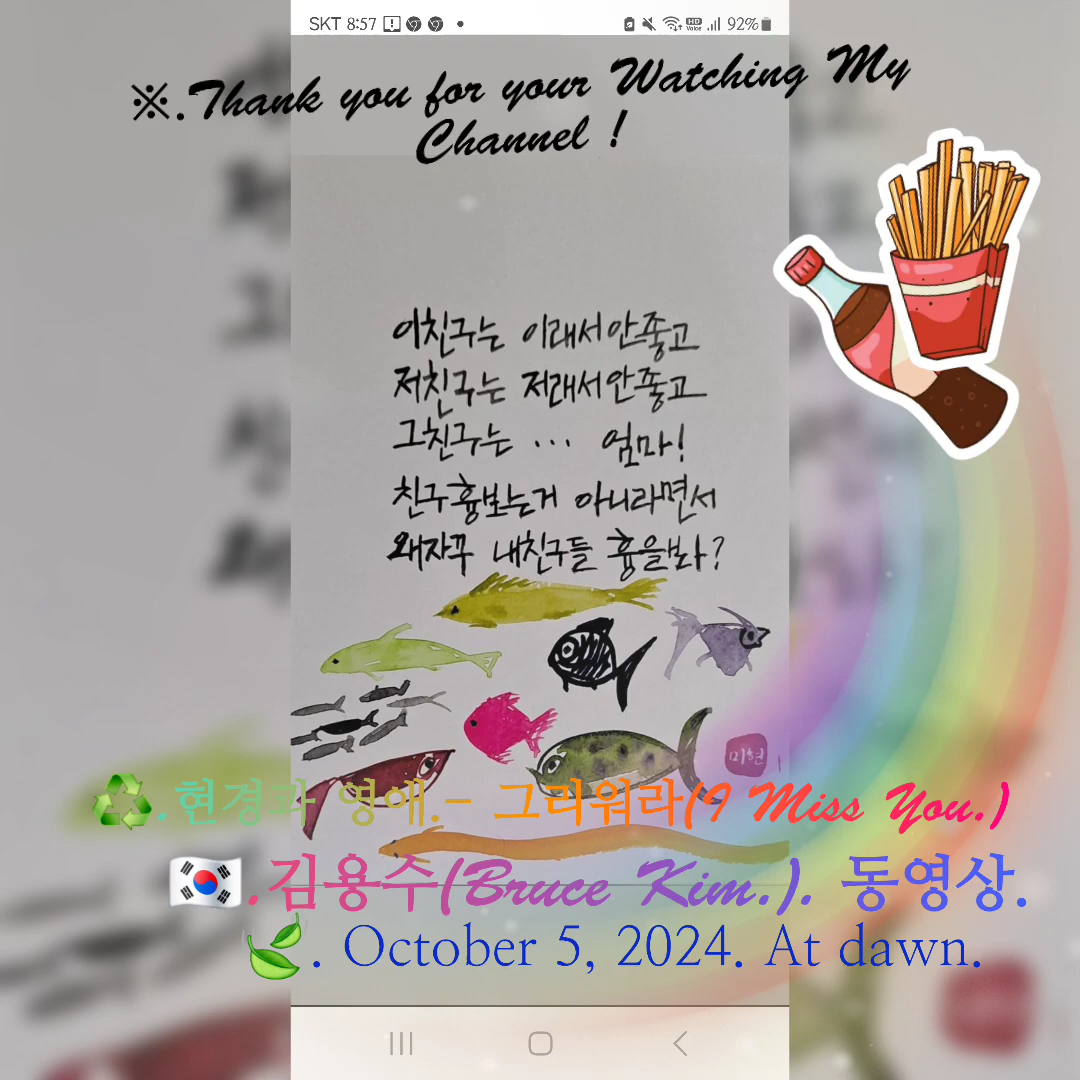 SKT 8:57
HD Voice 92%
※.Thank you for your Watching My
Channel !
이친구는 이래서안좋고
저친구는 저래서안좋고
그친구는 ... 엄마!
친구흉보는거 아니라면서
왜자꾸 내친구들 흉을보나?
미현
♻️.현경과 영애.- 그리워라(I Miss You.)
🇰🇷.김용수(Bruce Kim.). 동영상.
🍃. October 5, 2024. At dawn.